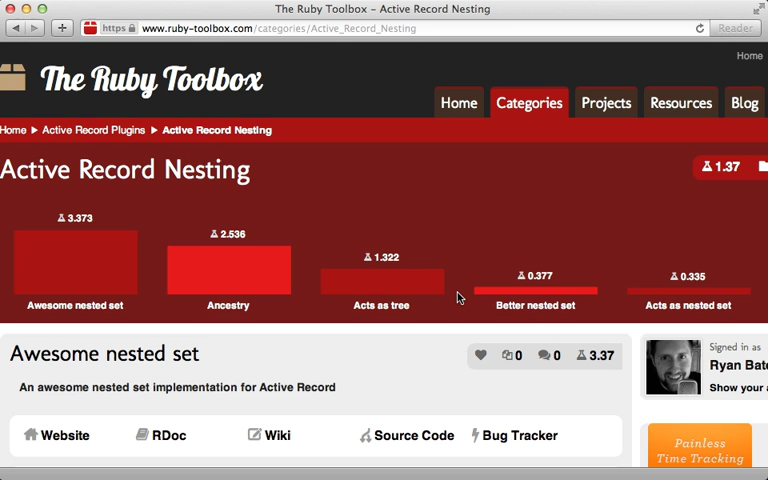 The Ruby Toolbox – Active Record Nesting
https www.ruby-toolbox.com/categories/Active_Record_Nesting Reader
Home
The Ruby Toolbox
Home Categories Projects Resources Blog
Home Active Record Plugins Active Record Nesting
Active Record Nesting
1.37
3.373 2.536 1.322 0.377 0.335
Awesome nested set Ancestry Acts as tree Better nested set Acts as nested set
Awesome nested set
0 0 3.37
An awesome nested set implementation for Active Record
Website RDoc Wiki Source Code Bug Tracker
Signed in as
Ryan Bate
Show your a
Painless
Time Tracking